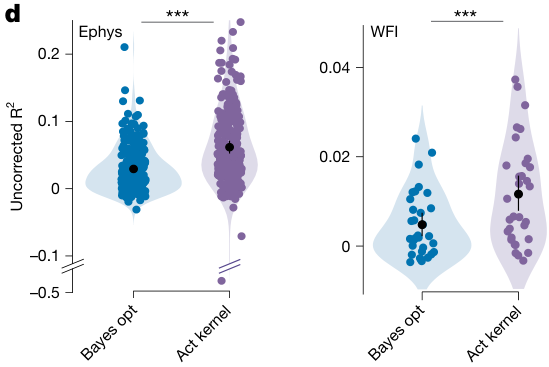 d
Ephys
***
Uncorrected R²
0.2
0.1
0
–0.1
–0.5
Bayes opt
Act kernel
WFI
***
0.04
0.02
0
Bayes opt
Act kernel